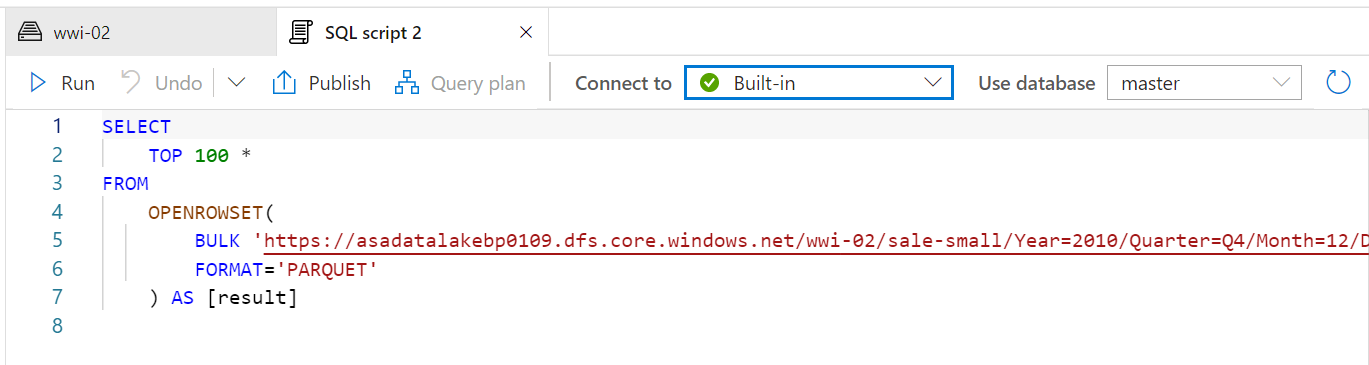 wwi-02 SQL script 2
Run Undo Publish Query plan Connect to Built-in Use database master
1 SELECT
2 TOP 100 *
3 FROM
4 OPENROWSET(
5 BULK 'https://asadatalakebp0109.dfs.core.windows.net/wwi-02/sale-small/Year=2010/Quarter=Q4/Month=12/D
6 FORMAT='PARQUET'
7 ) AS [result]
8